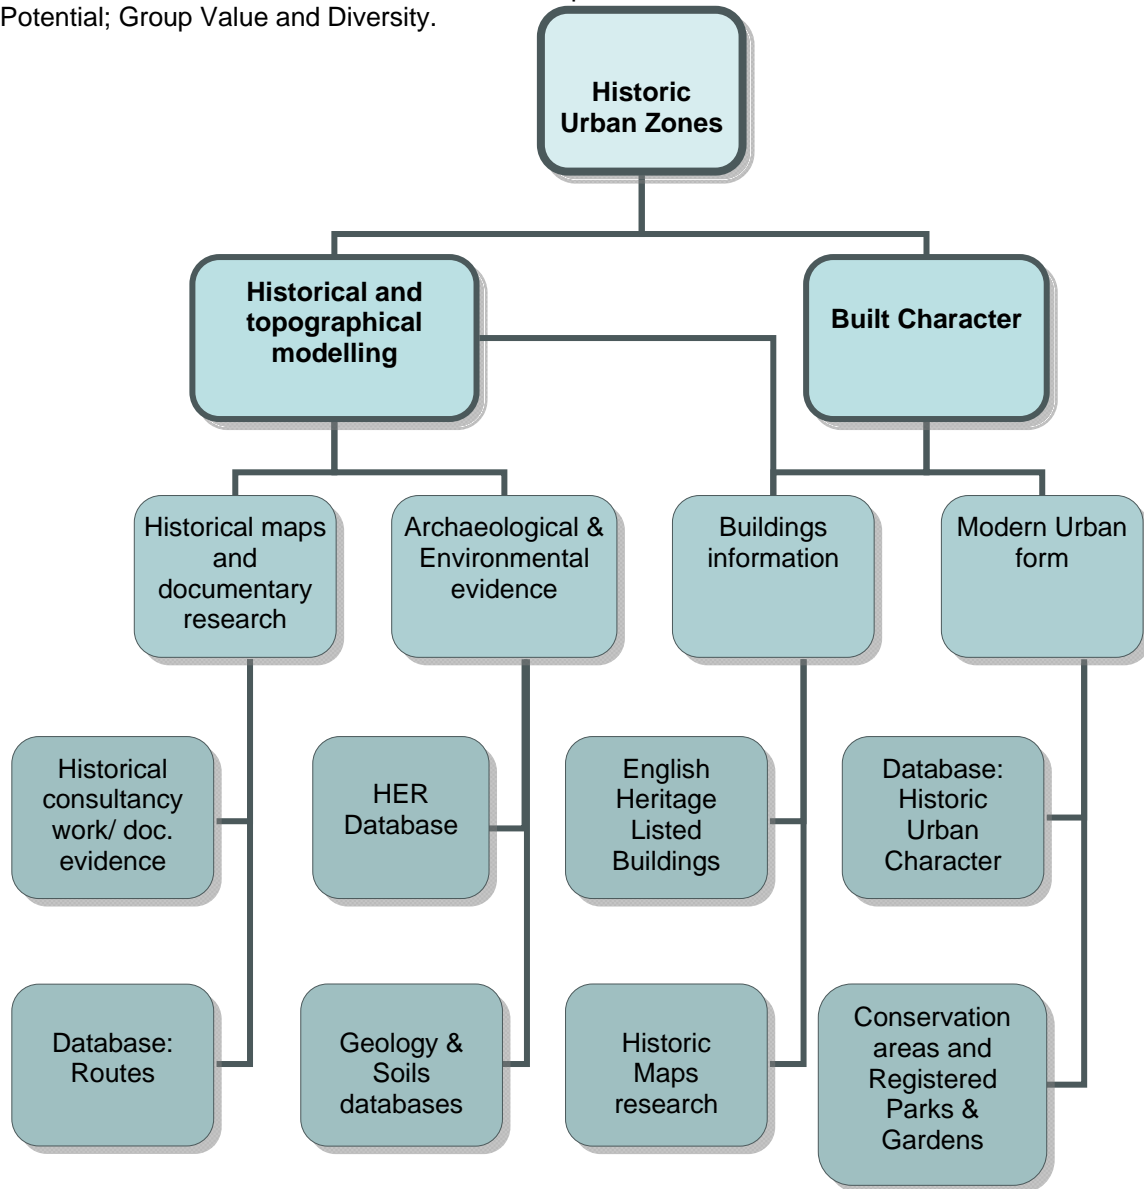 Potential; Group Value and Diversity.
Historic
Urban Zones
Historical and
topographical
modelling
Built Character
Historical maps
and
documentary
research
Archaeological &
Environmental
evidence
Buildings
information
Modern Urban
form
Historical
consultancy
work/ doc.
evidence
HER
Database
English
Heritage
Listed
Buildings
Database:
Historic
Urban
Character
Database:
Routes
Geology &
Soils
databases
Historic
Maps
research
Conservation
areas and
Registered
Parks &
Gardens